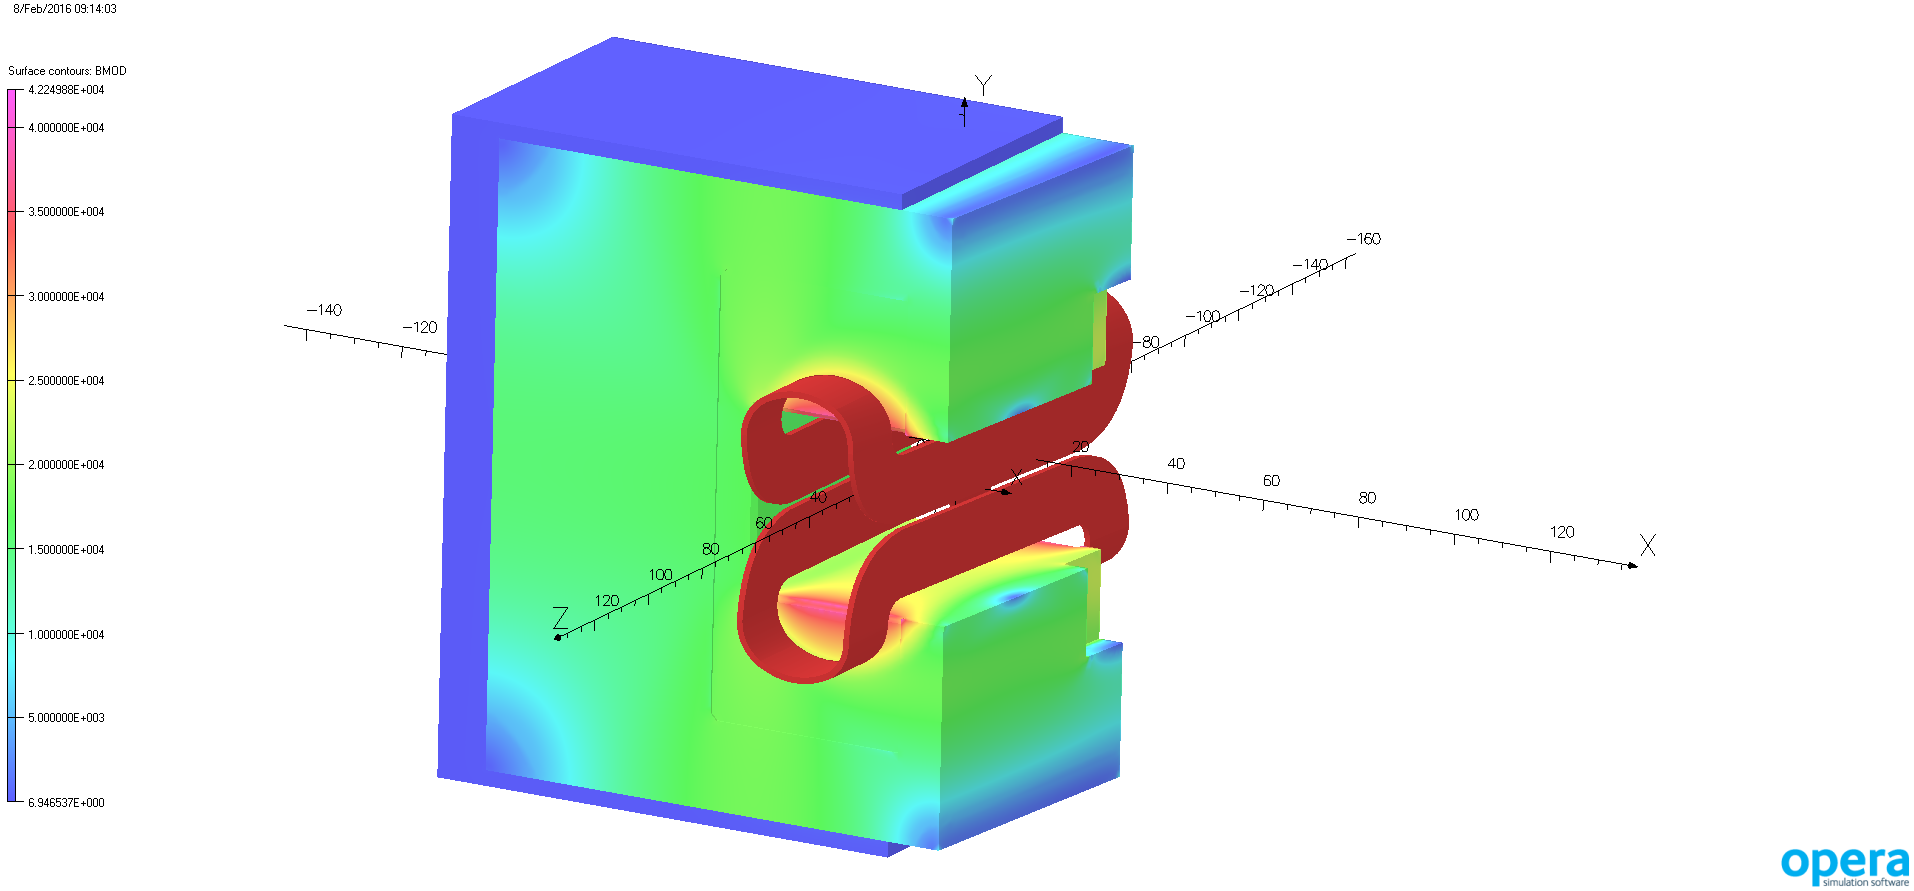 8/Feb/2016 09:14:03
Surface contours: BMOD
4.224988E+004
4.000000E+004
3.500000E+004
3.000000E+004
2.500000E+004
2.000000E+004
1.500000E+004
1.000000E+004
5.000000E+003
6.946537E+000
Y
-160
-140
-120
-100
-80
-140
-120
20
40
60
80
100
120
X
X
40
60
80
100
120
Z
opera
simulation software